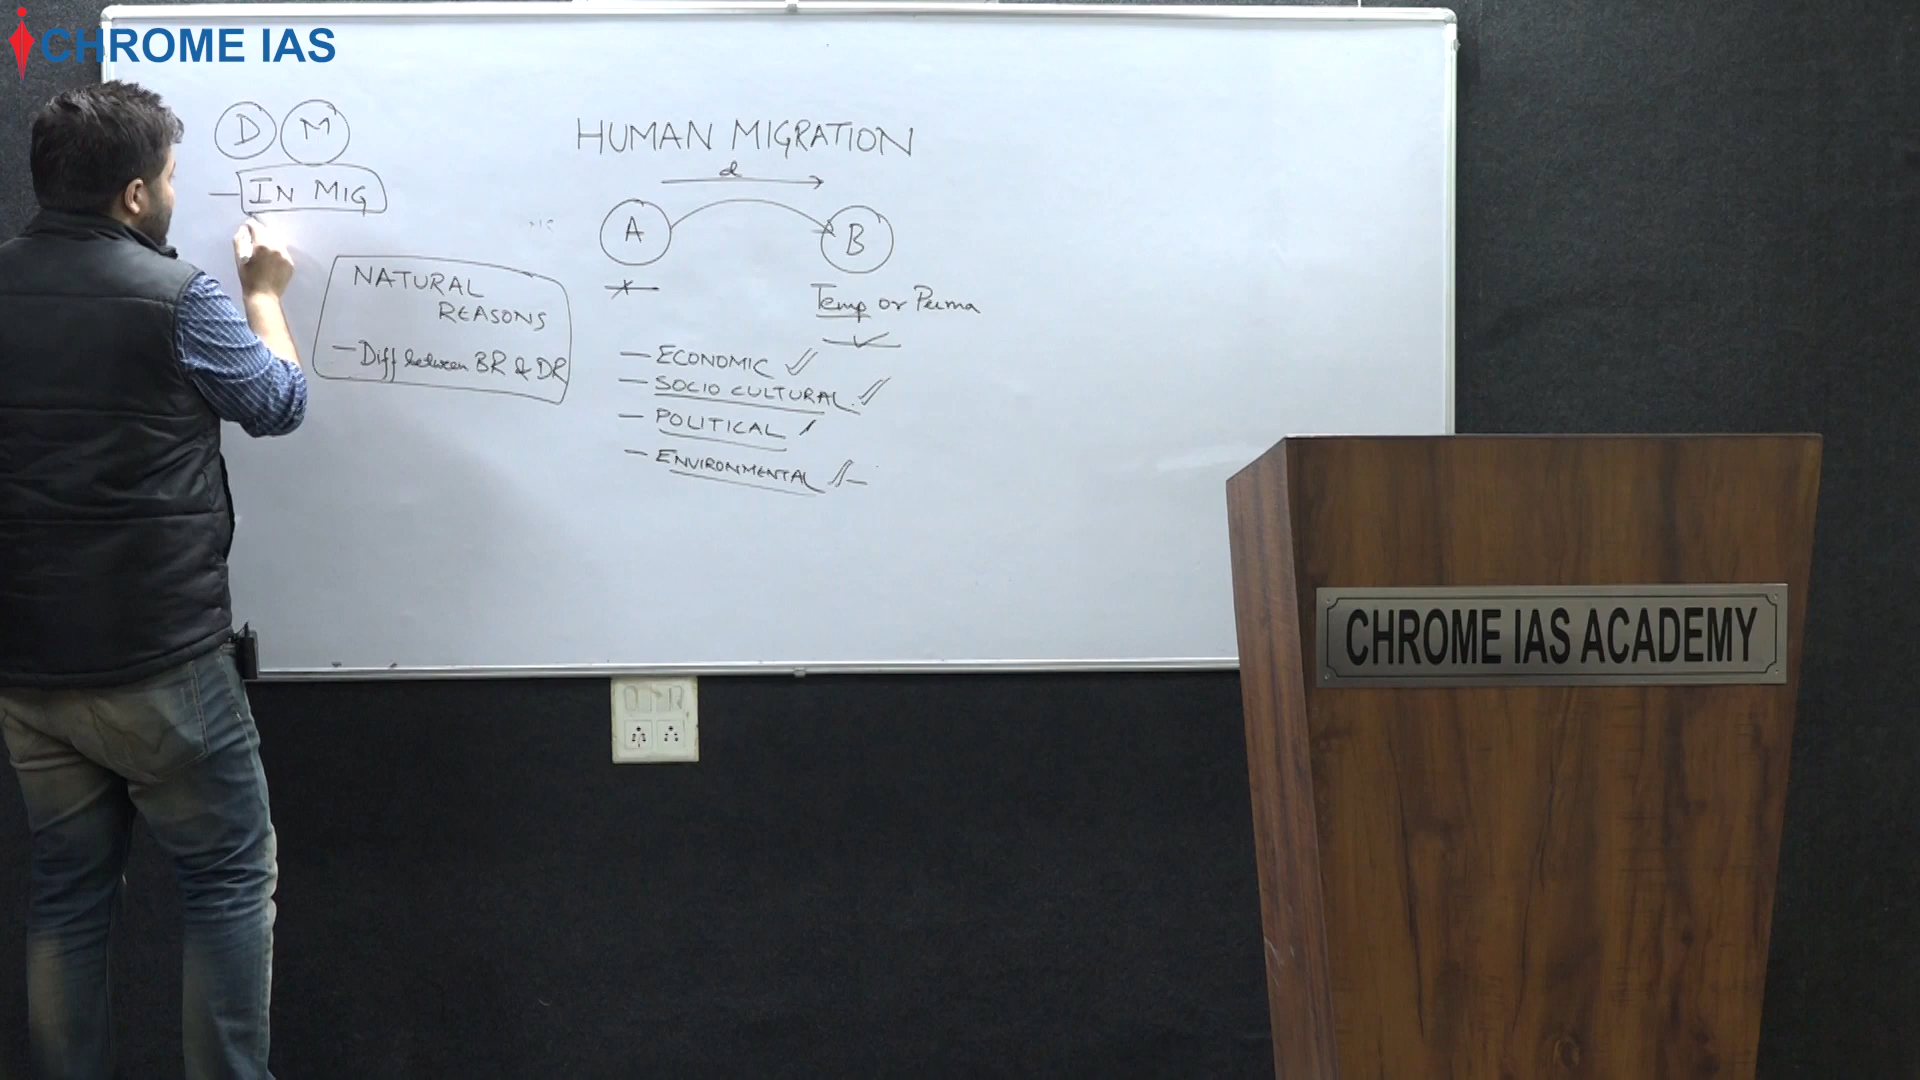 CHROME IAS
D M
IN MIG
NATURAL
REASONS
- Diff between BR & DR
HUMAN MIGRATION
d
A B
Temp or Perma
- ECONOMIC
- SOCIO CULTURAL
- POLITICAL
- ENVIRONMENTAL
CHROME IAS ACADEMY